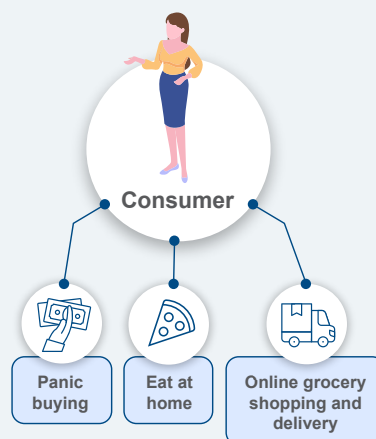 Consumer
Panic
buying
Eat at
home
Online grocery
shopping and
delivery